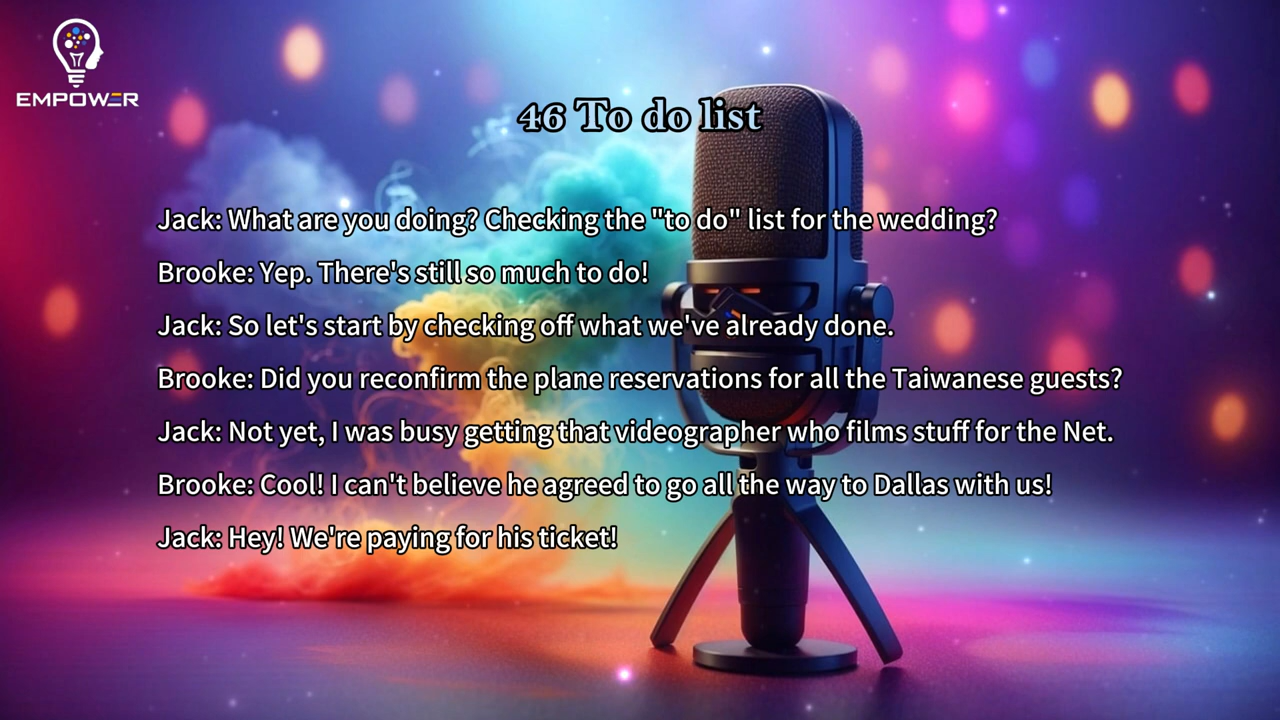 EMPOWER
46 To do list
Jack: What are you doing? Checking the "to do" list for the wedding?
Brooke: Yep. There's still so much to do!
Jack: So let's start by checking off what we've already done.
Brooke: Did you reconfirm the plane reservations for all the Taiwanese guests?
Jack: Not yet, I was busy getting that videographer who films stuff for the Net.
Brooke: Cool! I can't believe he agreed to go all the way to Dallas with us!
Jack: Hey! We're paying for his ticket!